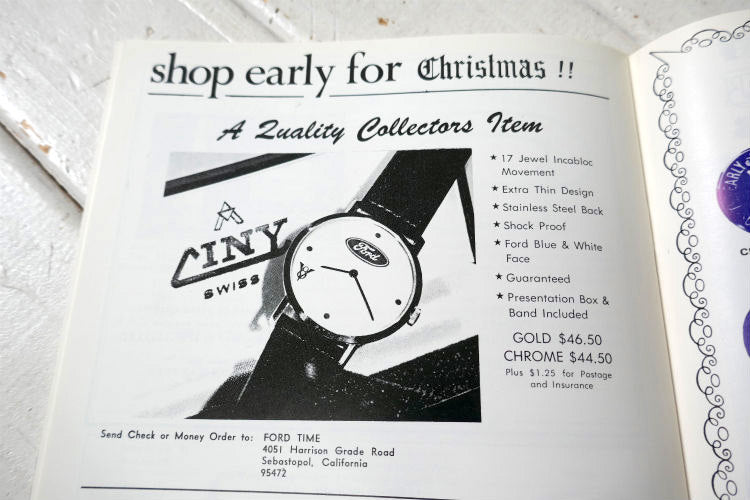 shop early for Christmas !!
A Quality Collectors Item
CINY
SWISS
Ford
★ 17 Jewel Incabloc
Movement
★ Extra Thin Design
★ Stainless Steel Back
★ Shock Proof
★ Ford Blue & White
Face
★ Guaranteed
★ Presentation Box &
Band Included
GOLD $46.50
CHROME $44.50
Plus $1.25 for Postage
and Insurance
Send Check or Money Order to: FORD TIME
4051 Harrison Grade Road
Sebastopol, California
95472
EARLY